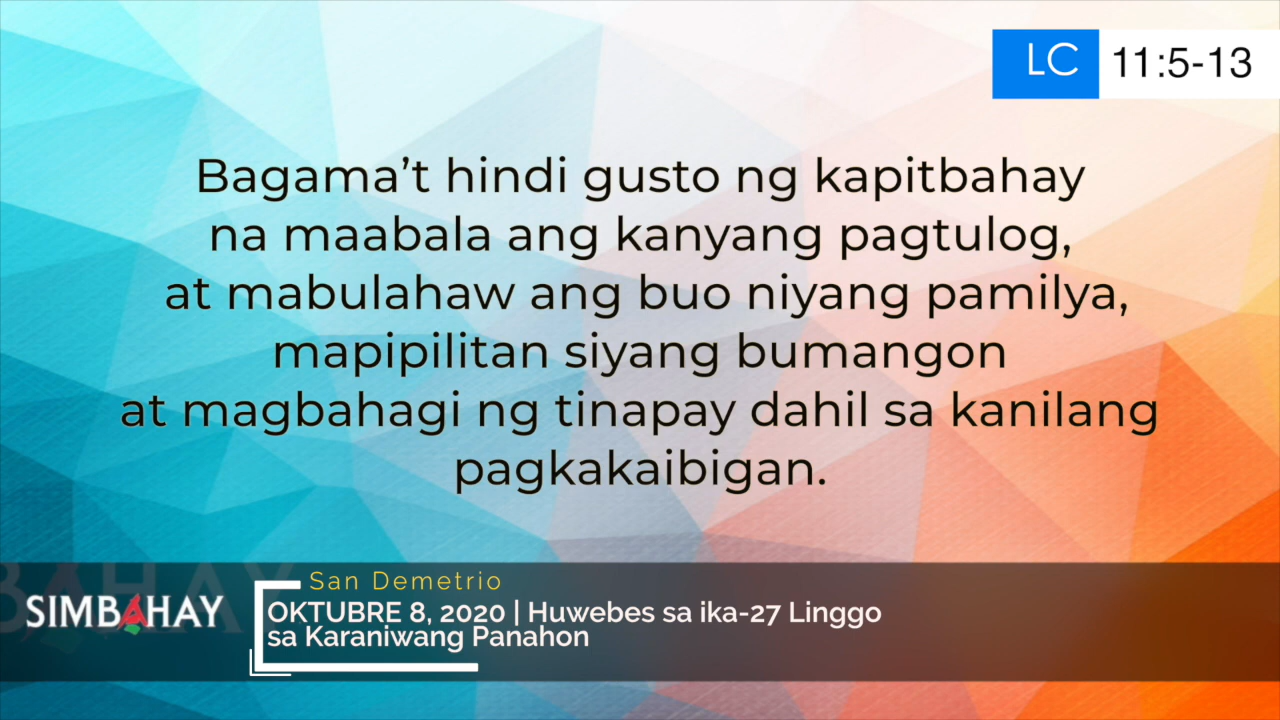 LC 11:5-13
Bagama’t hindi gusto ng kapitbahay
na maabala ang kanyang pagtulog,
at mabulahaw ang buo niyang pamilya,
mapipilitan siyang bumangon
at magbahagi ng tinapay dahil sa kanilang
pagkakaibigan.
San Demetrio
SIMBAHAY
OKTUBRE 8, 2020 | Huwebes sa ika-27 Linggo
sa Karaniwang Panahon